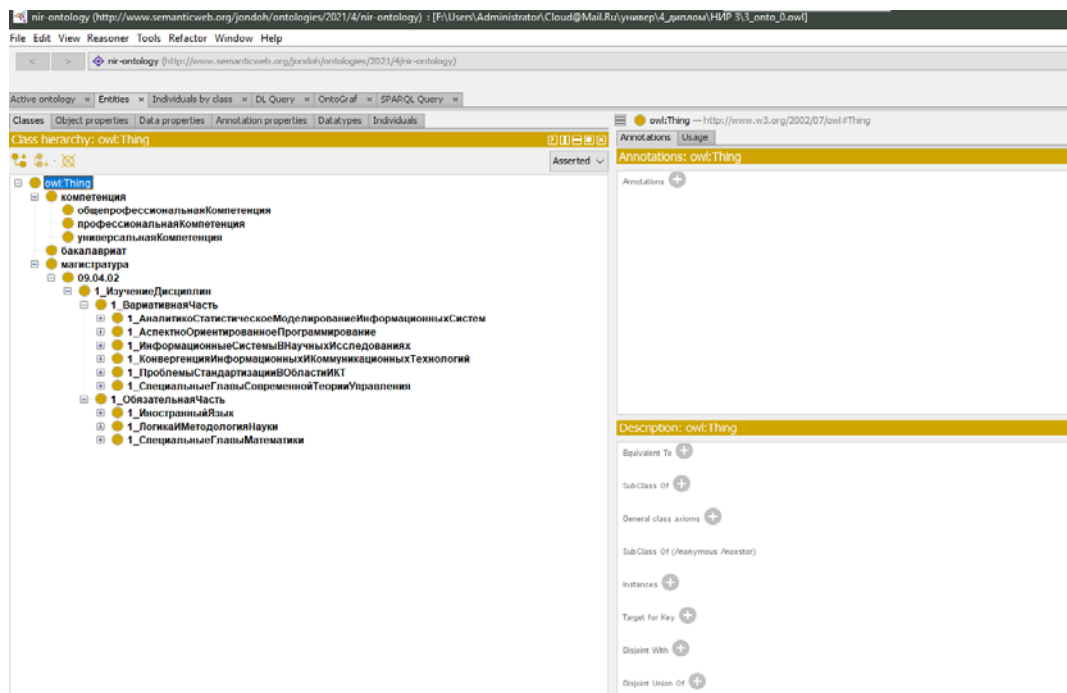 nir-ontology (http://www.semanticweb.org/jondoh/ontologies/2021/4/nir-ontology) : [F:\Users\Administrator\Cloud@Mail.Ru\универ\4_диплом\НИР 3\3_onto_0.owl]
File Edit View Reasoner Tools Refactor Window Help
< > nir-ontology (http://www.semanticweb.org/jondoh/ontologies/2021/4/nir-ontology)
Active ontology × Entities × Individuals by class × DL Query × OntoGraf × SPARQL Query ×
Classes Object properties Data properties Annotation properties Datatypes Individuals
Class hierarchy: owl:Thing
Asserted
owl:Thing
компетенция
общепрофессиональнаяКомпетенция
профессиональнаяКомпетенция
универсальнаяКомпетенция
бакалавриат
магистратура
09.04.02
1_ИзучениеДисциплин
1_ВариативнаяЧасть
1_АналитикоСтатистическоеМоделированиеИнформационныхСистем
1_АспектноОриентированноеПрограммирование
1_ИнформационныеСистемыВНаучныхИсследованиях
1_КонвергенцияИнформационныхИКоммуникационныхТехнологий
1_ПроблемыСтандартизацииВОбластиИКТ
1_СпециальныеГлавыСовременнойТеорииУправления
1_ОбязательнаяЧасть
1_ИностранныйЯзык
1_ЛогикаИМетодологияНауки
1_СпециальныеГлавыМатематики
owl:Thing — http://www.w3.org/2002/07/owl#Thing
Annotations Usage
Annotations: owl:Thing
Annotations
Description: owl:Thing
Equivalent To
SubClass Of
General class axioms
SubClass Of (Anonymous Ancestor)
Instances
Target for Key
Disjoint With
Disjoint Union Of